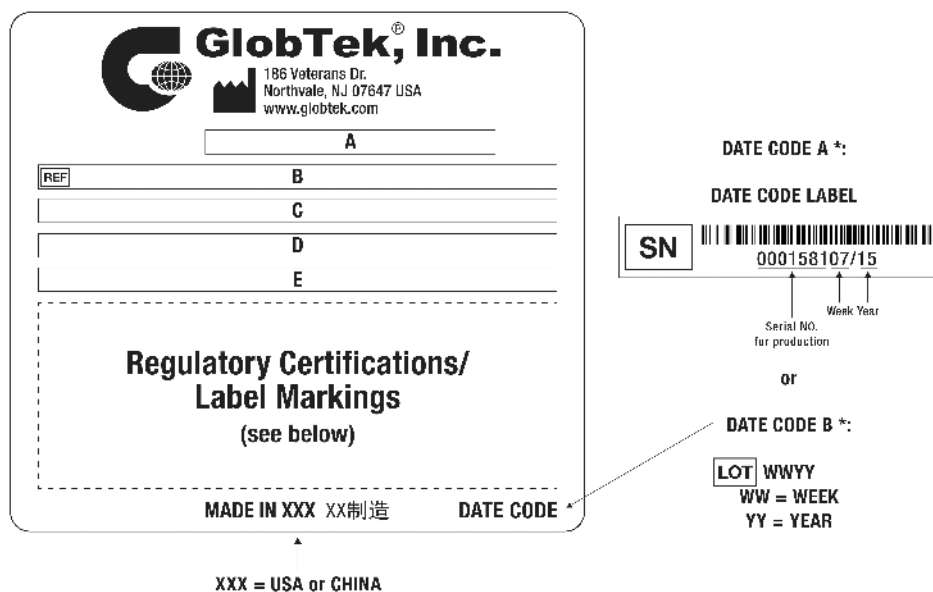 GlobTek,® Inc.
186 Veterans Dr.
Northvale, NJ 07647 USA
www.globtek.com
A
REF B
C
D
E
Regulatory Certifications/
Label Markings
(see below)
MADE IN XXX XX制造 DATE CODE
XXX = USA or CHINA
DATE CODE A *:
DATE CODE LABEL
SN
000158107/15
Week Year
Serial NO.
for production
or
DATE CODE B *:
LOT WWYY
WW = WEEK
YY = YEAR